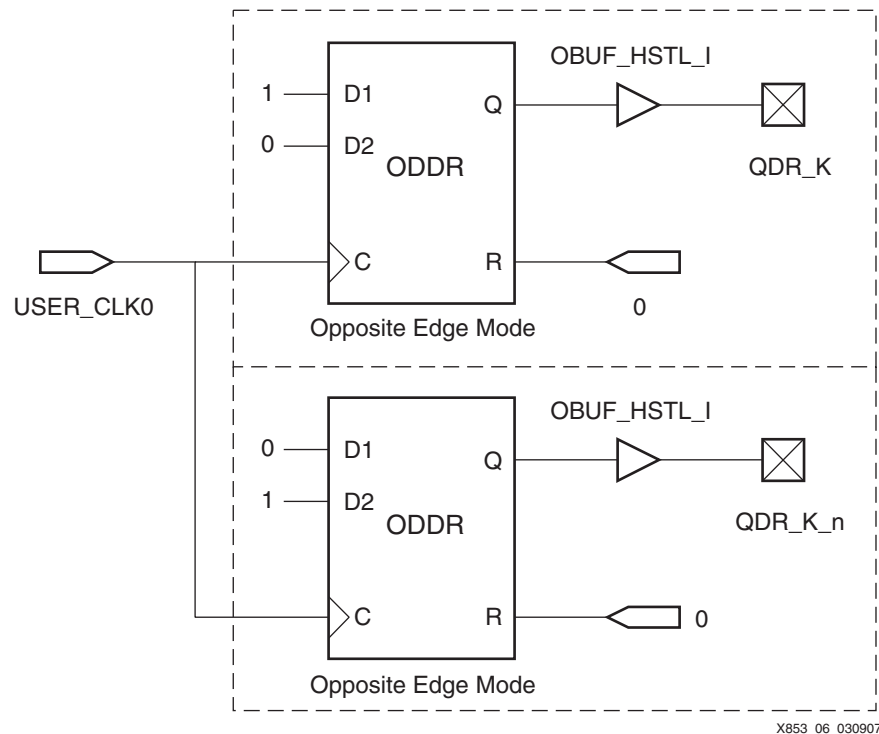 OBUF_HSTL_I
1
D1
Q
0
D2
ODDR
QDR_K
C
R
USER_CLK0
0
Opposite Edge Mode
OBUF_HSTL_I
0
D1
Q
1
D2
ODDR
QDR_K_n
C
R
0
Opposite Edge Mode
X853_06_030907